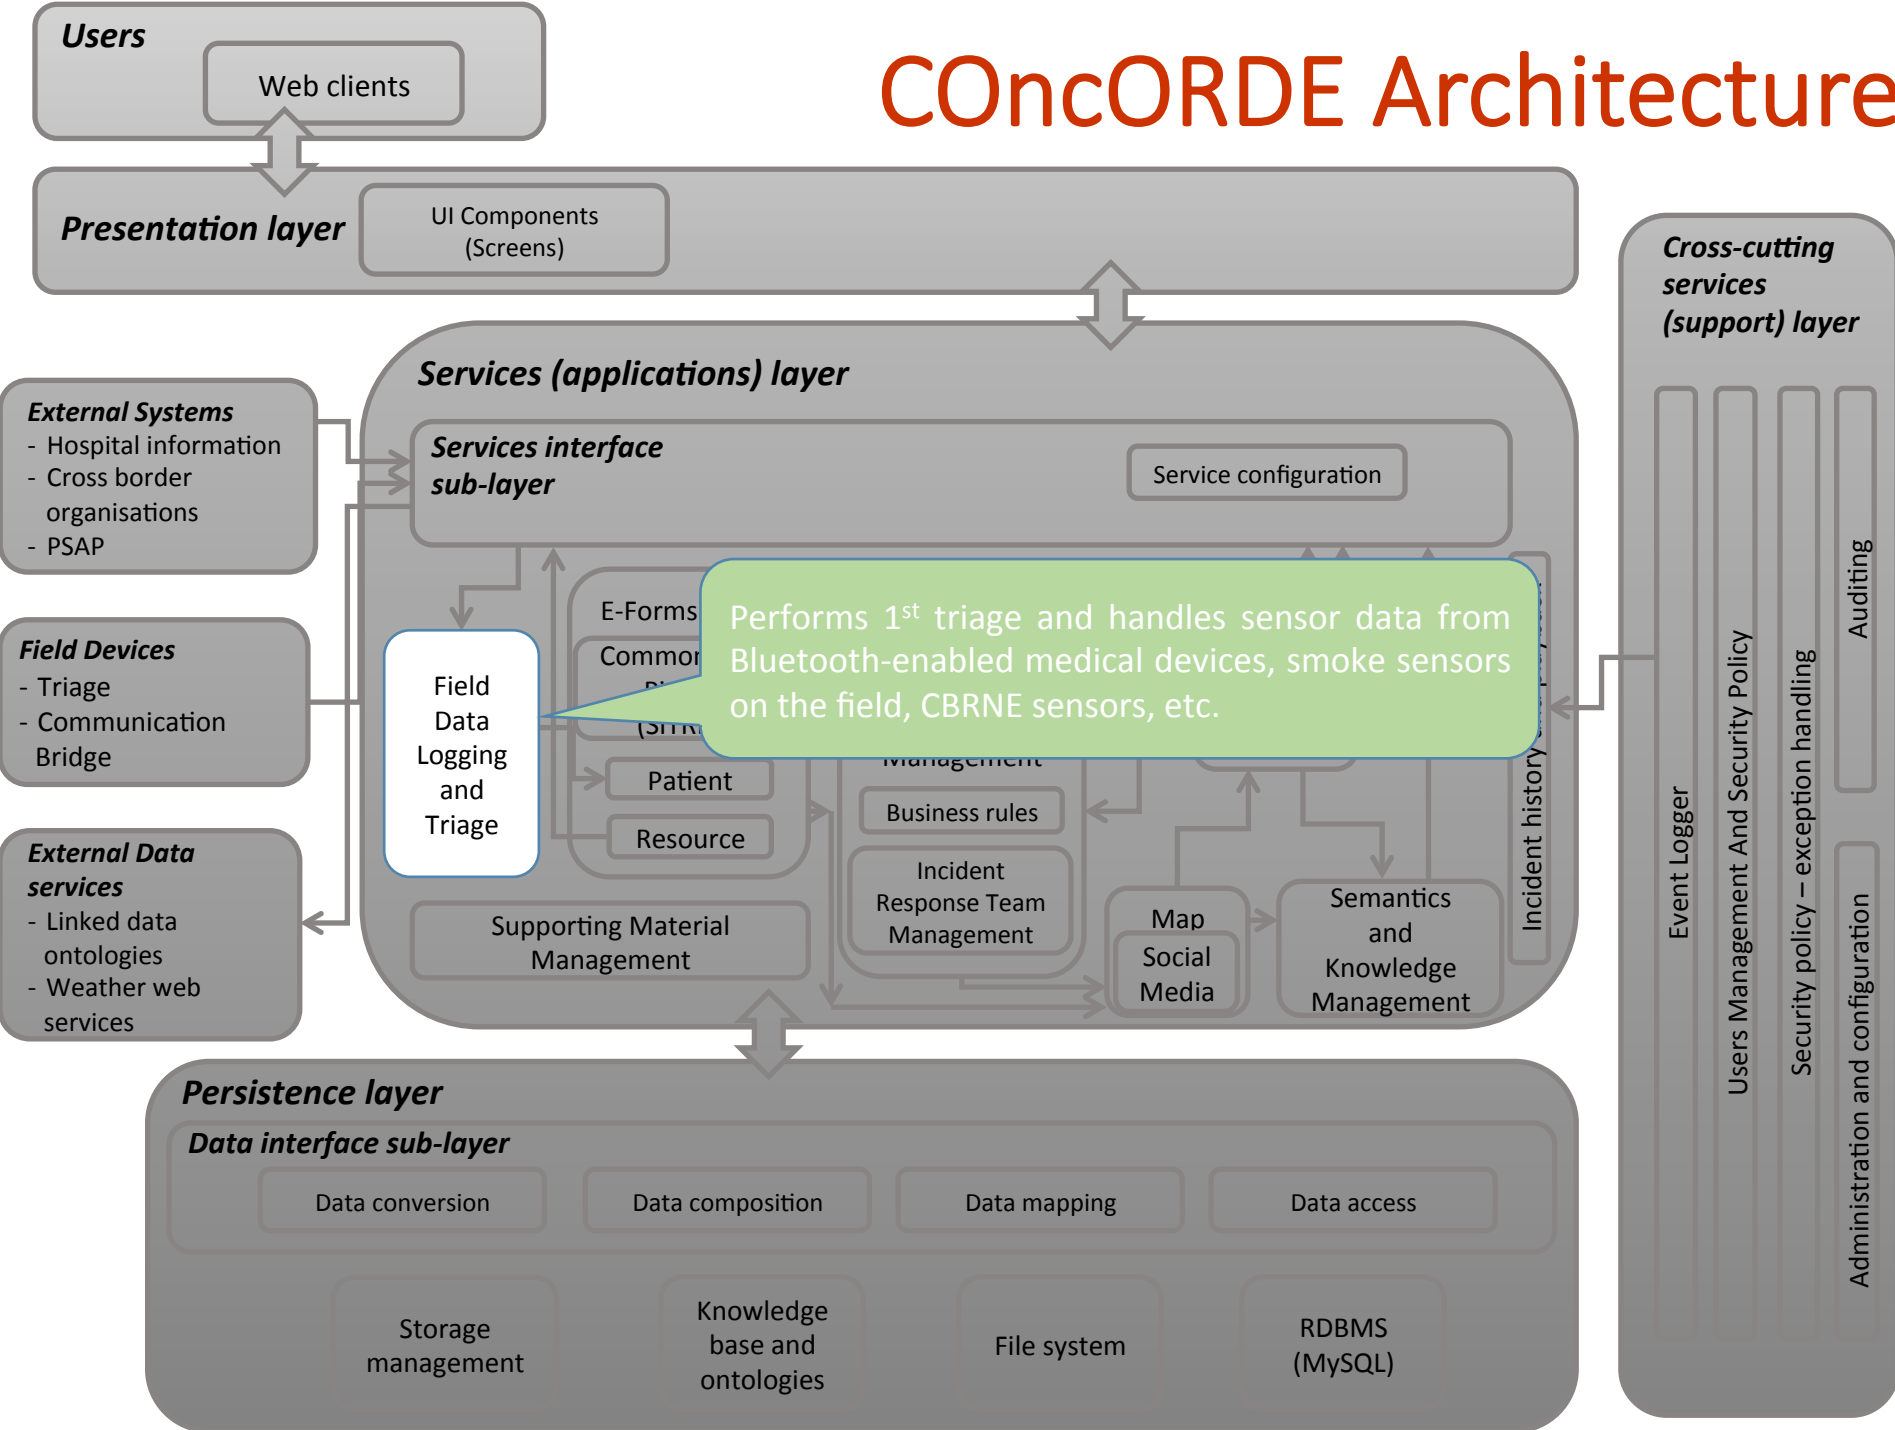 COncORDE Architecture
Users
Web clients
Presentation layer
UI Components
(Screens)
Services (applications) layer
Services interface
sub-layer
Service configuration
External Systems
- Hospital information
- Cross border
organisations
- PSAP
Field Devices
- Triage
- Communication
Bridge
External Data
services
- Linked data
ontologies
- Weather web
services
Field
Data
Logging
and
Triage
E-Forms
Common
Patient
Resource
Performs 1st triage and handles sensor data from
Bluetooth-enabled medical devices, smoke sensors
on the field, CBRNE sensors, etc.
Management
Business rules
Incident
Response Team
Management
Supporting Material
Management
Map
Social
Media
Semantics
and
Knowledge
Management
Incident history
Cross-cutting
services
(support) layer
Event Logger
Users Management And Security Policy
Security policy – exception handling
Auditing
Administration and configuration
Persistence layer
Data interface sub-layer
Data conversion
Data composition
Data mapping
Data access
Storage
management
Knowledge
base and
ontologies
File system
RDBMS
(MySQL)